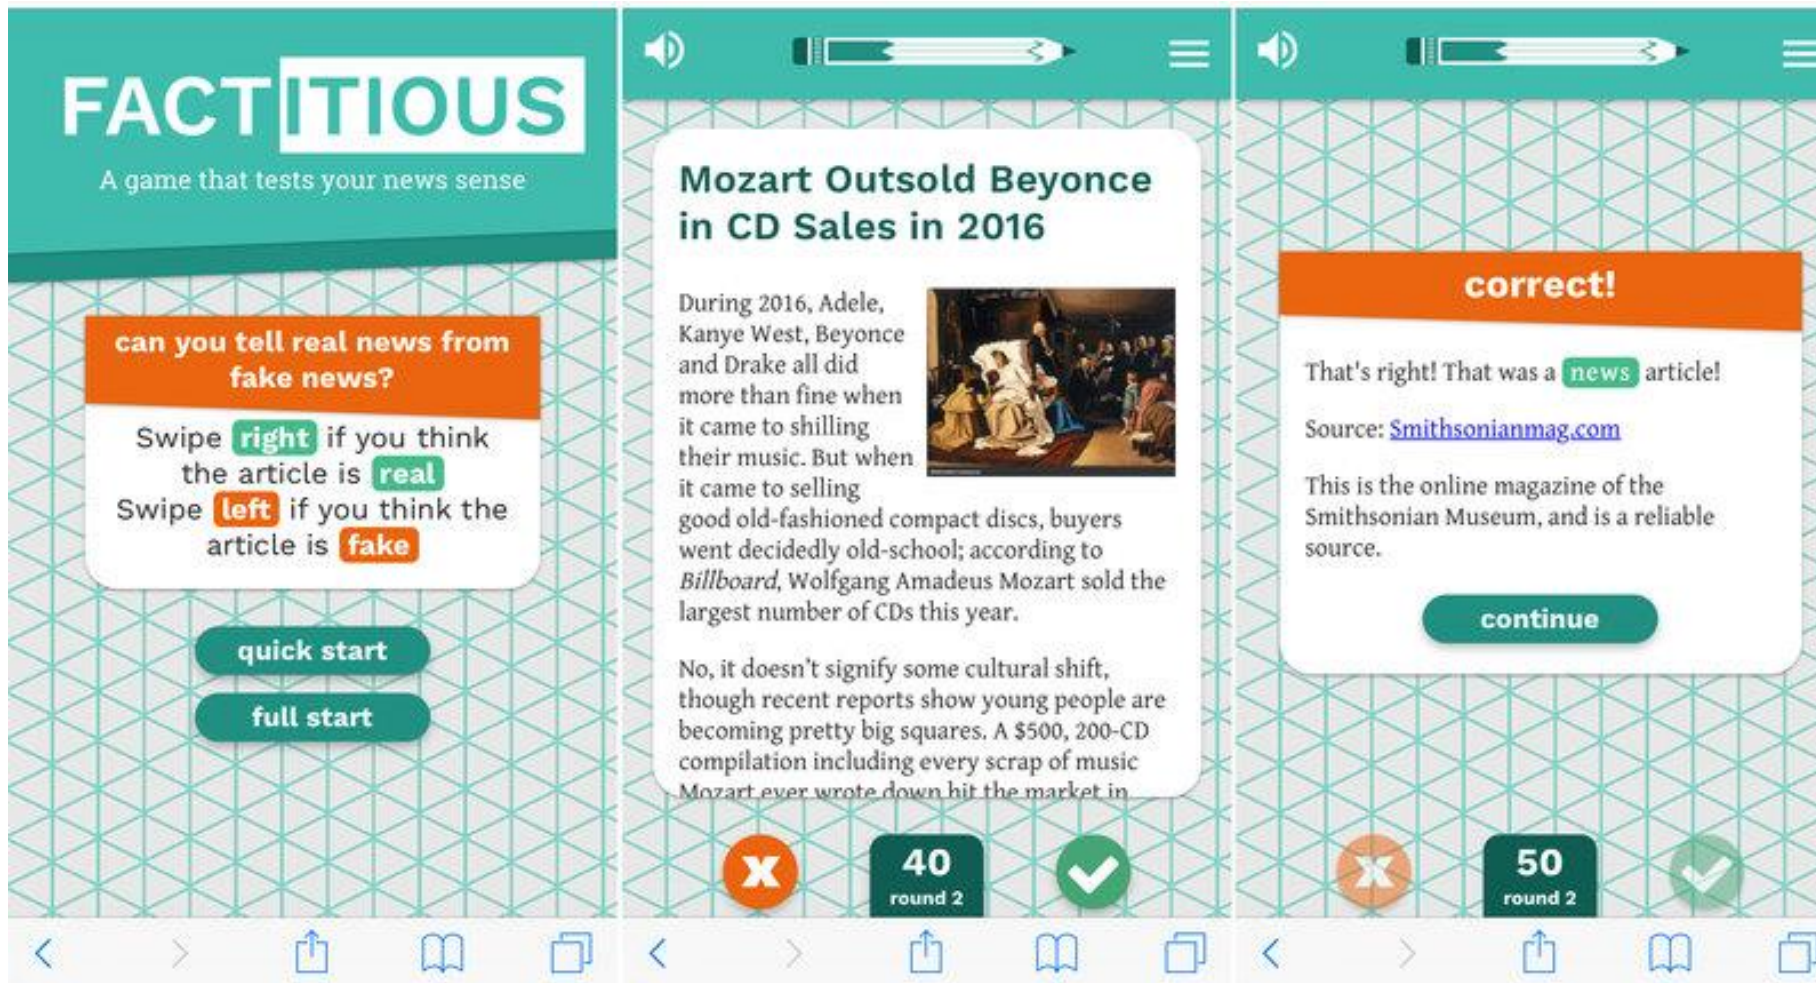 FACTITIOUS
A game that tests your news sense
can you tell real news from
fake news?
Swipe right if you think
the article is real
Swipe left if you think the
article is fake
quick start
full start
Mozart Outsold Beyonce
in CD Sales in 2016
During 2016, Adele,
Kanye West, Beyonce
and Drake all did
more than fine when
it came to shilling
their music. But when
it came to selling
good old-fashioned compact discs, buyers
went decidedly old-school; according to
Billboard, Wolfgang Amadeus Mozart sold the
largest number of CDs this year.
No, it doesn't signify some cultural shift,
though recent reports show young people are
becoming pretty big squares. A $500, 200-CD
compilation including every scrap of music
Mozart ever wrote down hit the market in
40
round 2
correct!
That's right! That was a news article!
Source: Smithsonianmag.com
This is the online magazine of the
Smithsonian Museum, and is a reliable
source.
continue
50
round 2